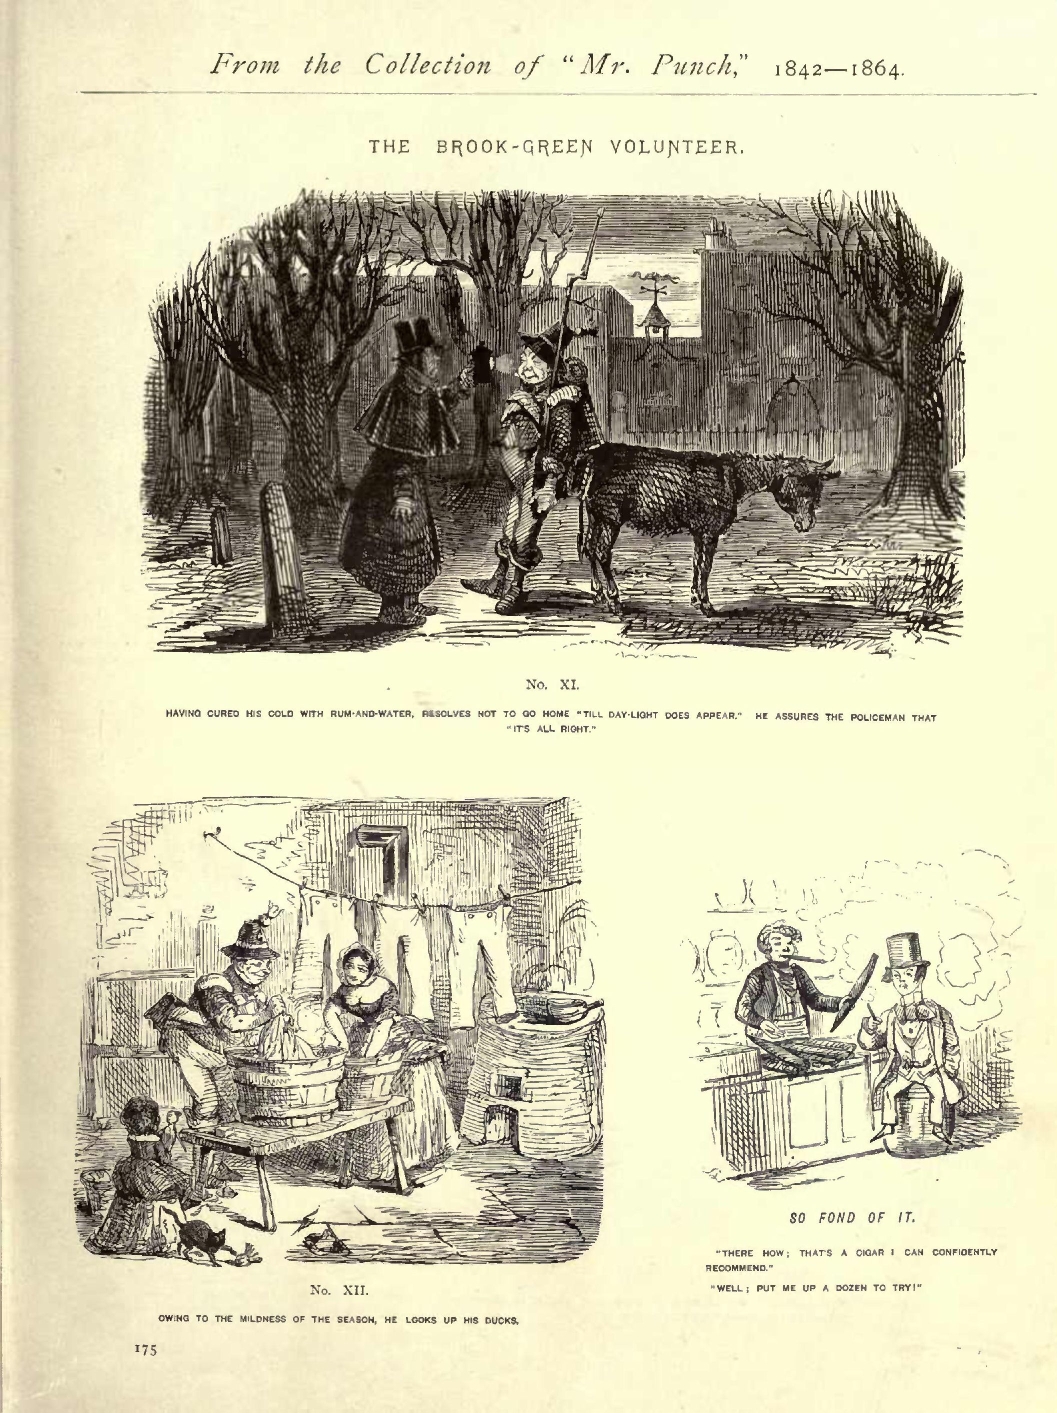 From the Collection of "Mr. Punch," 1842—1864.
THE BROOK-GREEN VOLUNTEER.
No. XI.
HAVING CURED HIS COLD WITH RUM-AND-WATER, RESOLVES NOT TO GO HOME "TILL DAY-LIGHT DOES APPEAR." HE ASSURES THE POLICEMAN THAT
"IT'S ALL RIGHT."
No. XII.
OWING TO THE MILDNESS OF THE SEASON, HE LOOKS UP HIS DUCKS.
SO FOND OF IT.
"THERE NOW; THAT'S A CIGAR I CAN CONFIDENTLY
RECOMMEND."
"WELL; PUT ME UP A DOZEN TO TRY!"
175